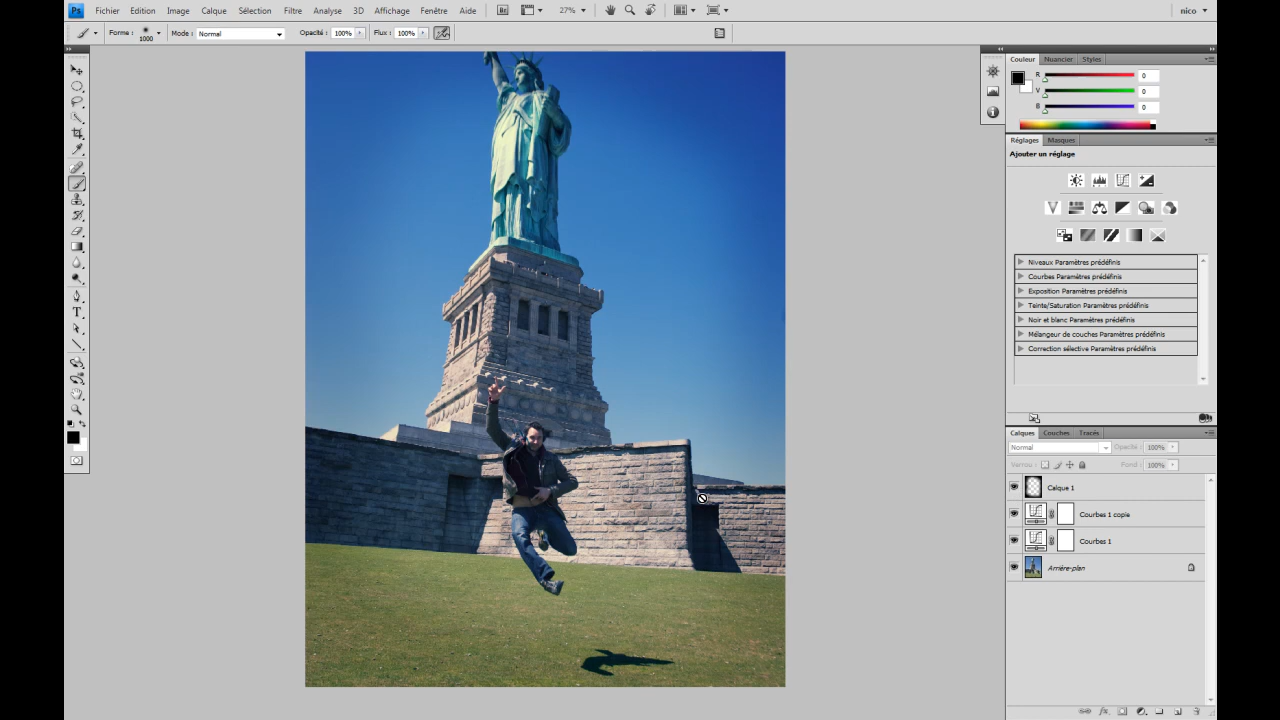 Ps Fichier Edition Image Calque Sélection Filtre Analyse 3D Affichage Fenêtre Aide Br 27% nico
Forme : 1000 Mode : Normal Opacité : 100% Flux : 100%
Couleur Nuancier Styles
R 0
V 0
B 0
Réglages Masques
Ajouter un réglage
Niveaux Paramètres prédéfinis
Courbes Paramètres prédéfinis
Exposition Paramètres prédéfinis
Teinte/Saturation Paramètres prédéfinis
Noir et blanc Paramètres prédéfinis
Mélangeur de couches Paramètres prédéfinis
Correction sélective Paramètres prédéfinis
Calques Couches Tracés
Normal Opacité : 100%
Verrou : Fond : 100%
Calque 1
Courbes 1 copie
Courbes 1
Arrière-plan